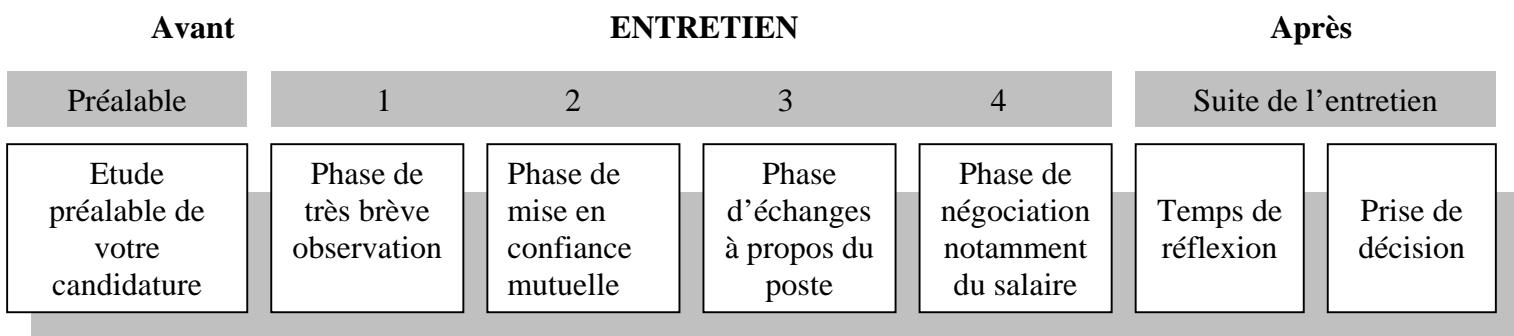 Avant
ENTRETIEN
Après
Préalable
1
2
3
4
Suite de l’entretien
Etude
préalable de
votre
candidature
Phase de
très brève
observation
Phase de
mise en
confiance
mutuelle
Phase
d’échanges
à propos du
poste
Phase de
négociation
notamment
du salaire
Temps de
réflexion
Prise de
décision